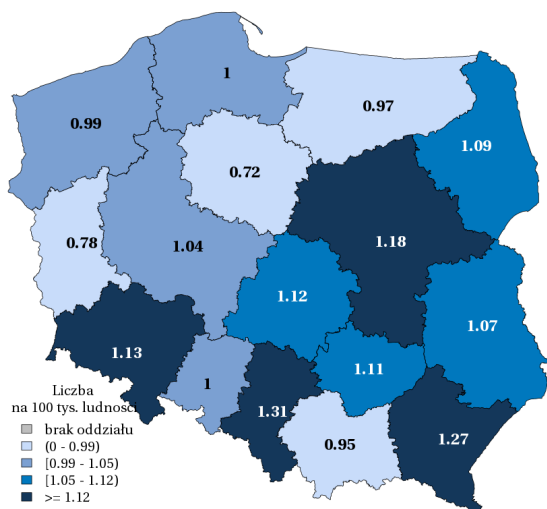 1
0.97
0.99
1.09
0.72
0.78
1.04
1.18
1.12
1.07
1.13
1.11
1
1.31
1.27
0.95
Liczba
na 100 tys. ludności
brak oddziału
(0 - 0.99)
[0.99 - 1.05)
[1.05 - 1.12)
>= 1.12